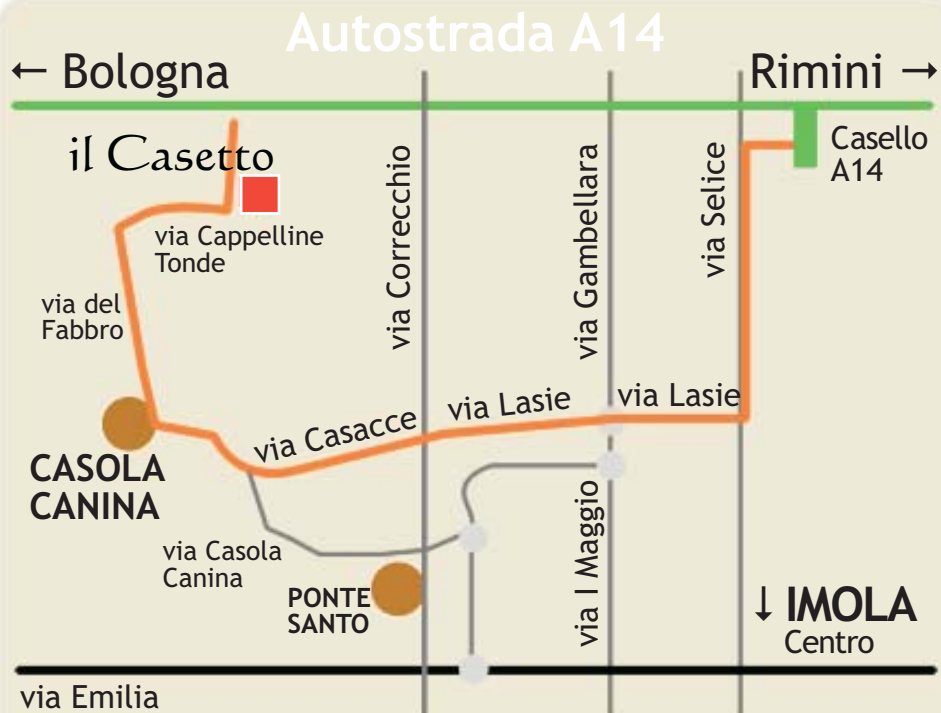 Autostrada A14
← Bologna
Rimini →
il Casetto
Casello
A14
via Cappelline
Tonde
via Correcchio
via Gambellara
via Selice
via del
Fabbro
via Casacce
via Lasie
via Lasie
CASOLA
CANINA
via Casola
Canina
PONTE
SANTO
via I Maggio
↓ IMOLA
Centro
via Emilia